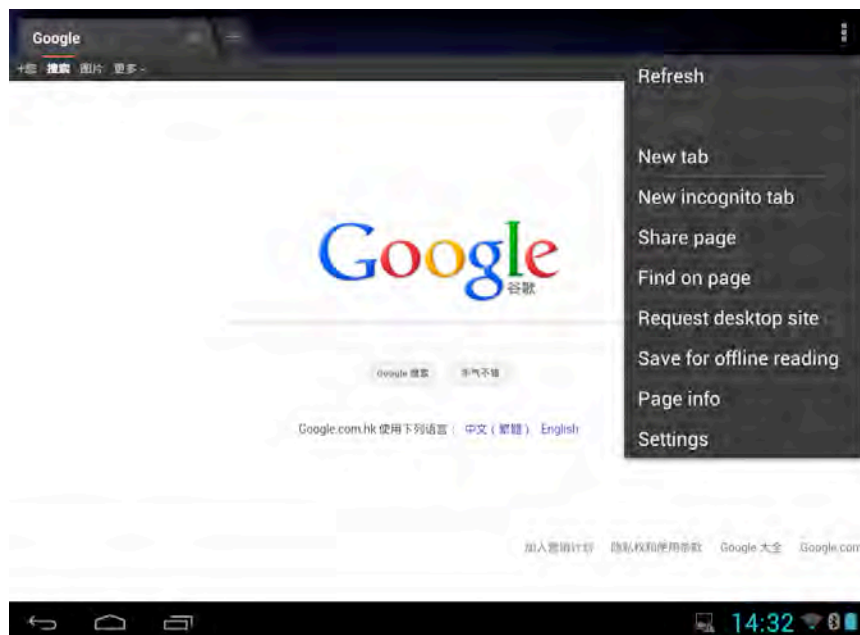 Google
+您 搜索 图片 更多
Refresh
New tab
New incognito tab
Share page
Find on page
Request desktop site
Save for offline reading
Page info
Settings
Google
谷歌
Google 搜索 手气不错
Google.com.hk 使用下列语言： 中文（繁體） English
加入营销计划 隐私权和使用条款 Google 大全 Google.com
14:32